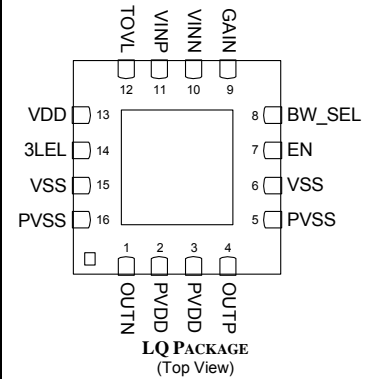 TOVL VINP VINN GAIN
12 11 10 9
VDD 13 8 BW_SEL
3LEL 14 7 EN
VSS 15 6 VSS
PVSS 16 5 PVSS
1 2 3 4
OUTN PVDD PVDD OUTP
LQ PACKAGE
(Top View)